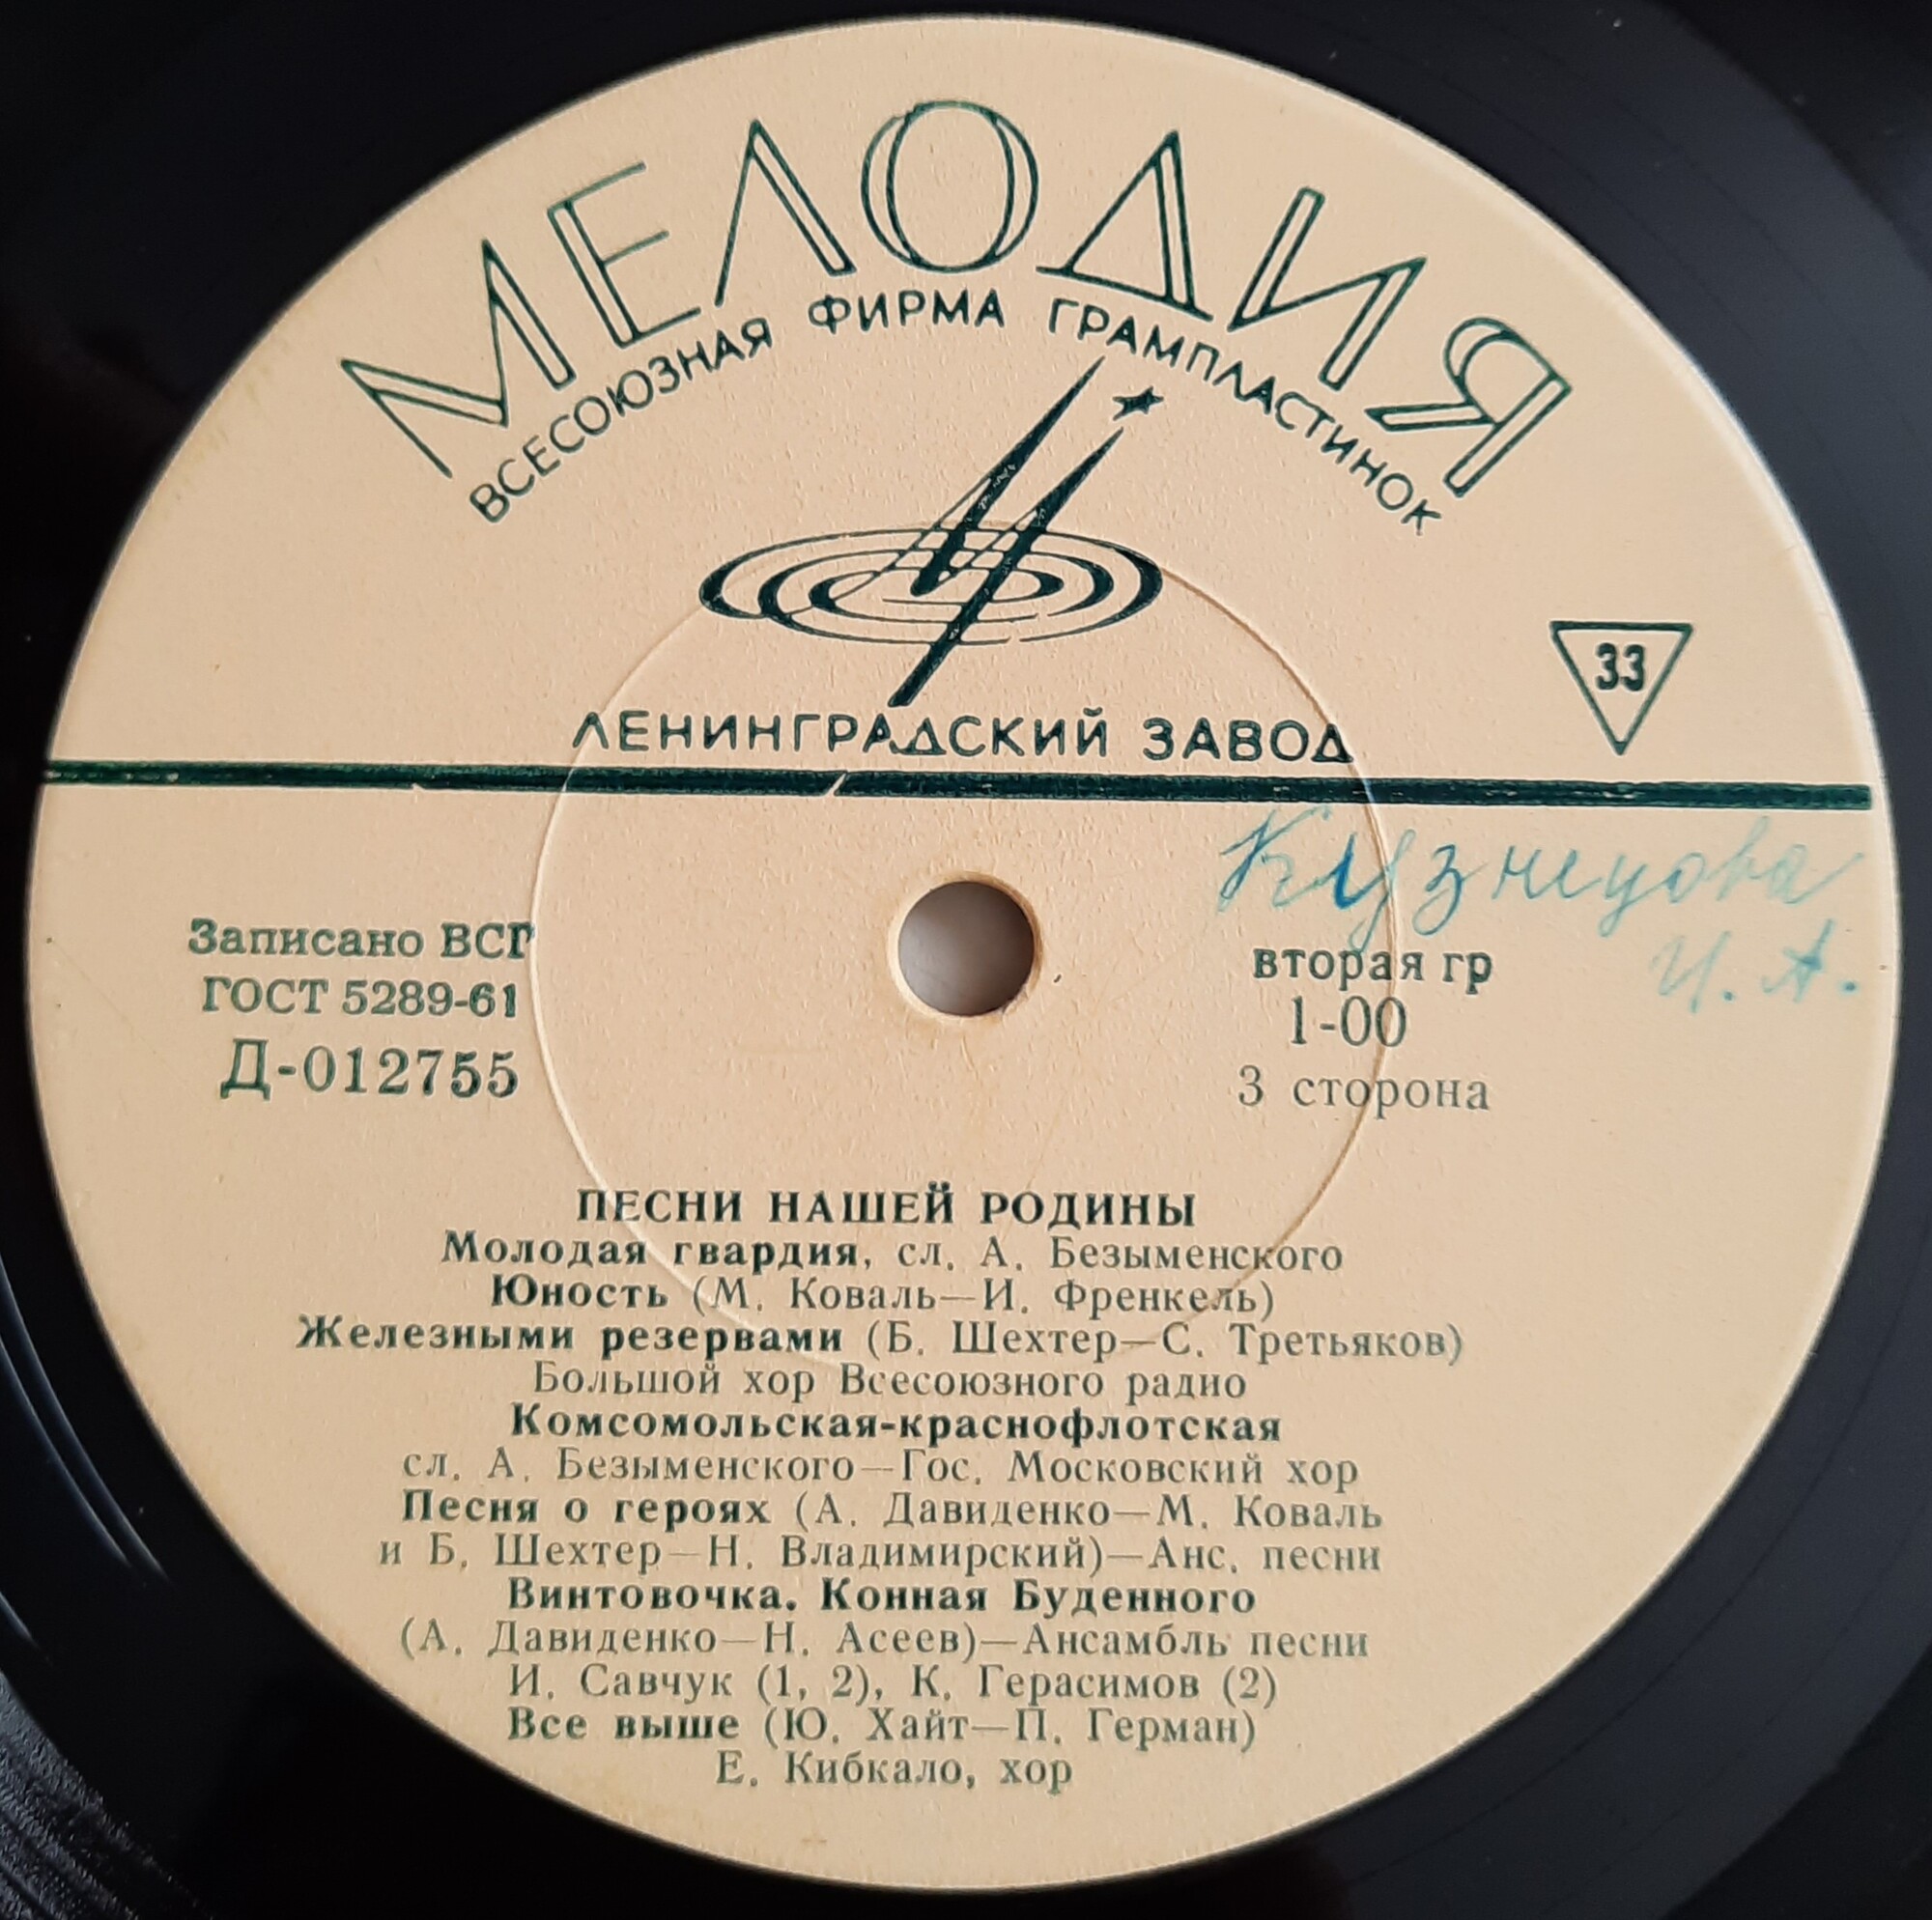 МЕЛОДИЯ
ВСЕСОЮЗНАЯ ФИРМА ГРАМПЛАСТИНОК
33
ЛЕНИНГРАДСКИЙ ЗАВОД
Кузнецова
И. А.
Записано ВСГ
ГОСТ 5289-61
Д-012755
вторая гр
1-00
3 сторона
ПЕСНИ НАШЕЙ РОДИНЫ
Молодая гвардия, сл. А. Безыменского
Юность (М. Коваль—И. Френкель)
Железными резервами (Б. Шехтер—С. Третьяков)
Большой хор Всесоюзного радио
Комсомольская-краснофлотская
сл. А. Безыменского—Гос. Московский хор
Песня о героях (А. Давиденко—М. Коваль
и Б. Шехтер—Н. Владимирский)—Анс. песни
Винтовочка. Конная Буденного
(А. Давиденко—Н. Асеев)—Ансамбль песни
И. Савчук (1, 2), К. Герасимов (2)
Все выше (Ю. Хайт—П. Герман)
Е. Кибкало, хор